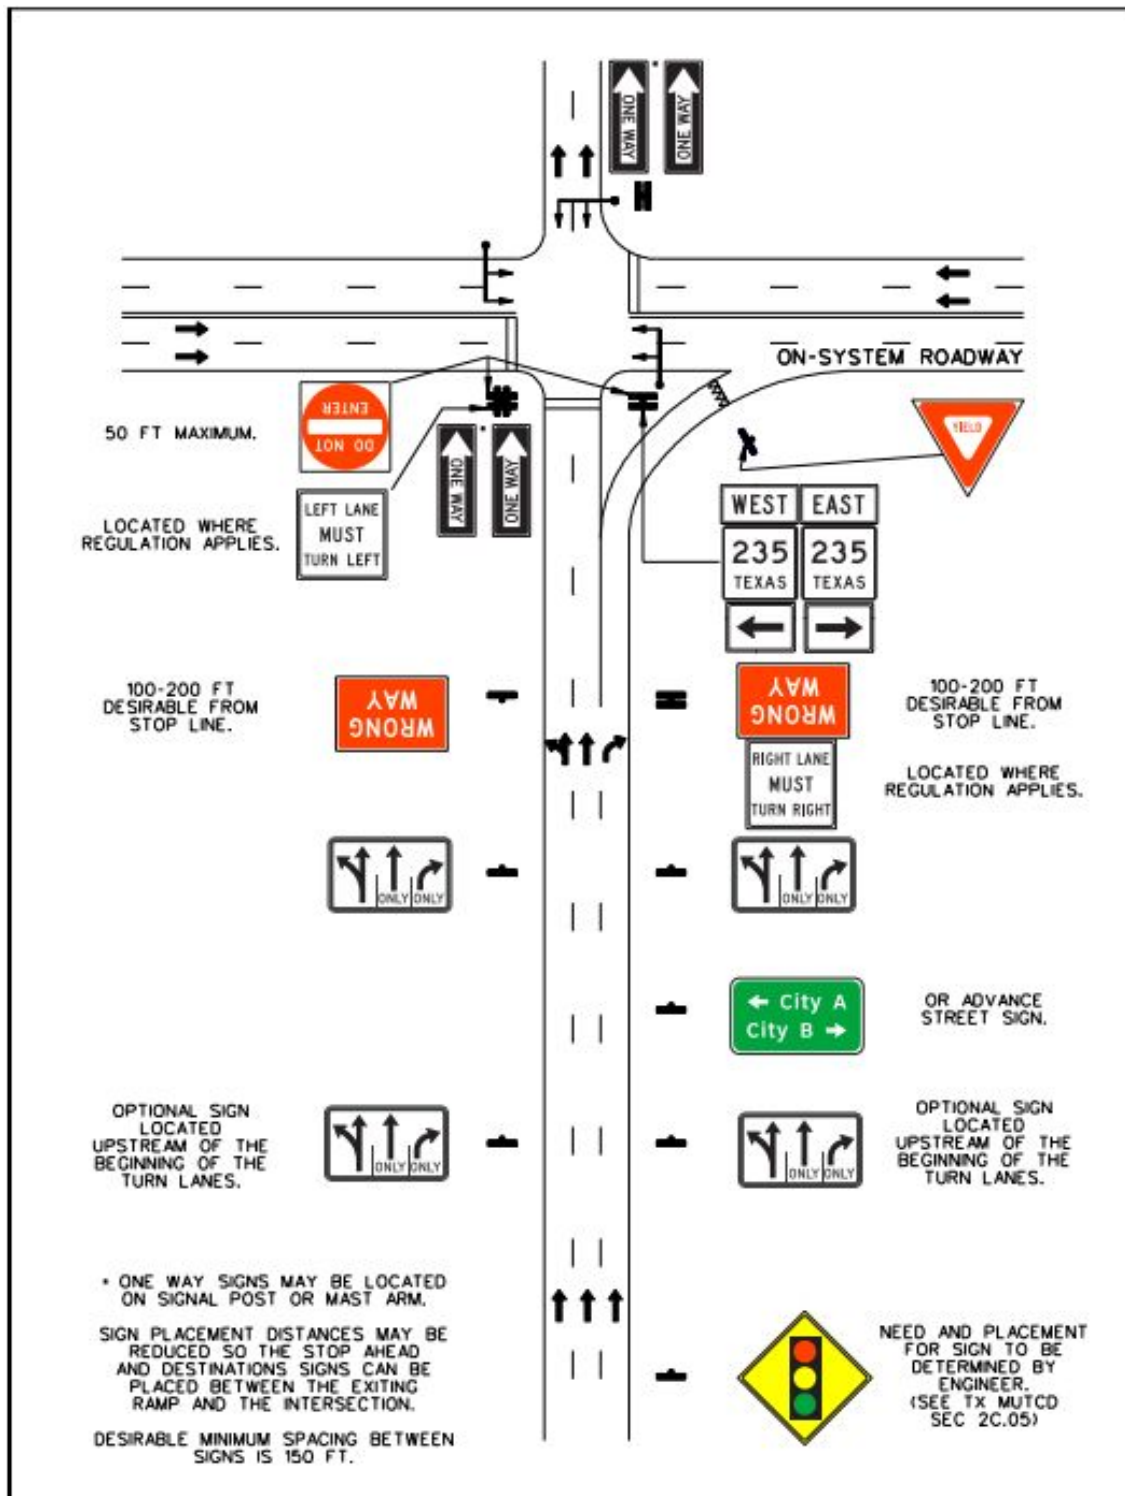 ONE WAY
ONE WAY
ON-SYSTEM ROADWAY
DO NOT
ENTER
50 FT MAXIMUM.
YIELD
ONE WAY
ONE WAY
LEFT LANE
MUST
TURN LEFT
LOCATED WHERE
REGULATION APPLIES.
WEST
EAST
235
TEXAS
235
TEXAS
100-200 FT
DESIRABLE FROM
STOP LINE.
WRONG
WAY
WRONG
WAY
100-200 FT
DESIRABLE FROM
STOP LINE.
RIGHT LANE
MUST
TURN RIGHT
LOCATED WHERE
REGULATION APPLIES.
ONLY
ONLY
ONLY
ONLY
← City A
City B →
OR ADVANCE
STREET SIGN.
OPTIONAL SIGN
LOCATED
UPSTREAM OF THE
BEGINNING OF THE
TURN LANES.
ONLY
ONLY
ONLY
ONLY
OPTIONAL SIGN
LOCATED
UPSTREAM OF THE
BEGINNING OF THE
TURN LANES.
* ONE WAY SIGNS MAY BE LOCATED
ON SIGNAL POST OR MAST ARM.
SIGN PLACEMENT DISTANCES MAY BE
REDUCED SO THE STOP AHEAD
AND DESTINATIONS SIGNS CAN BE
PLACED BETWEEN THE EXITING
RAMP AND THE INTERSECTION.
DESIRABLE MINIMUM SPACING BETWEEN
SIGNS IS 150 FT.
NEED AND PLACEMENT
FOR SIGN TO BE
DETERMINED BY
ENGINEER.
(SEE TX MUTCD
SEC 2C.05)